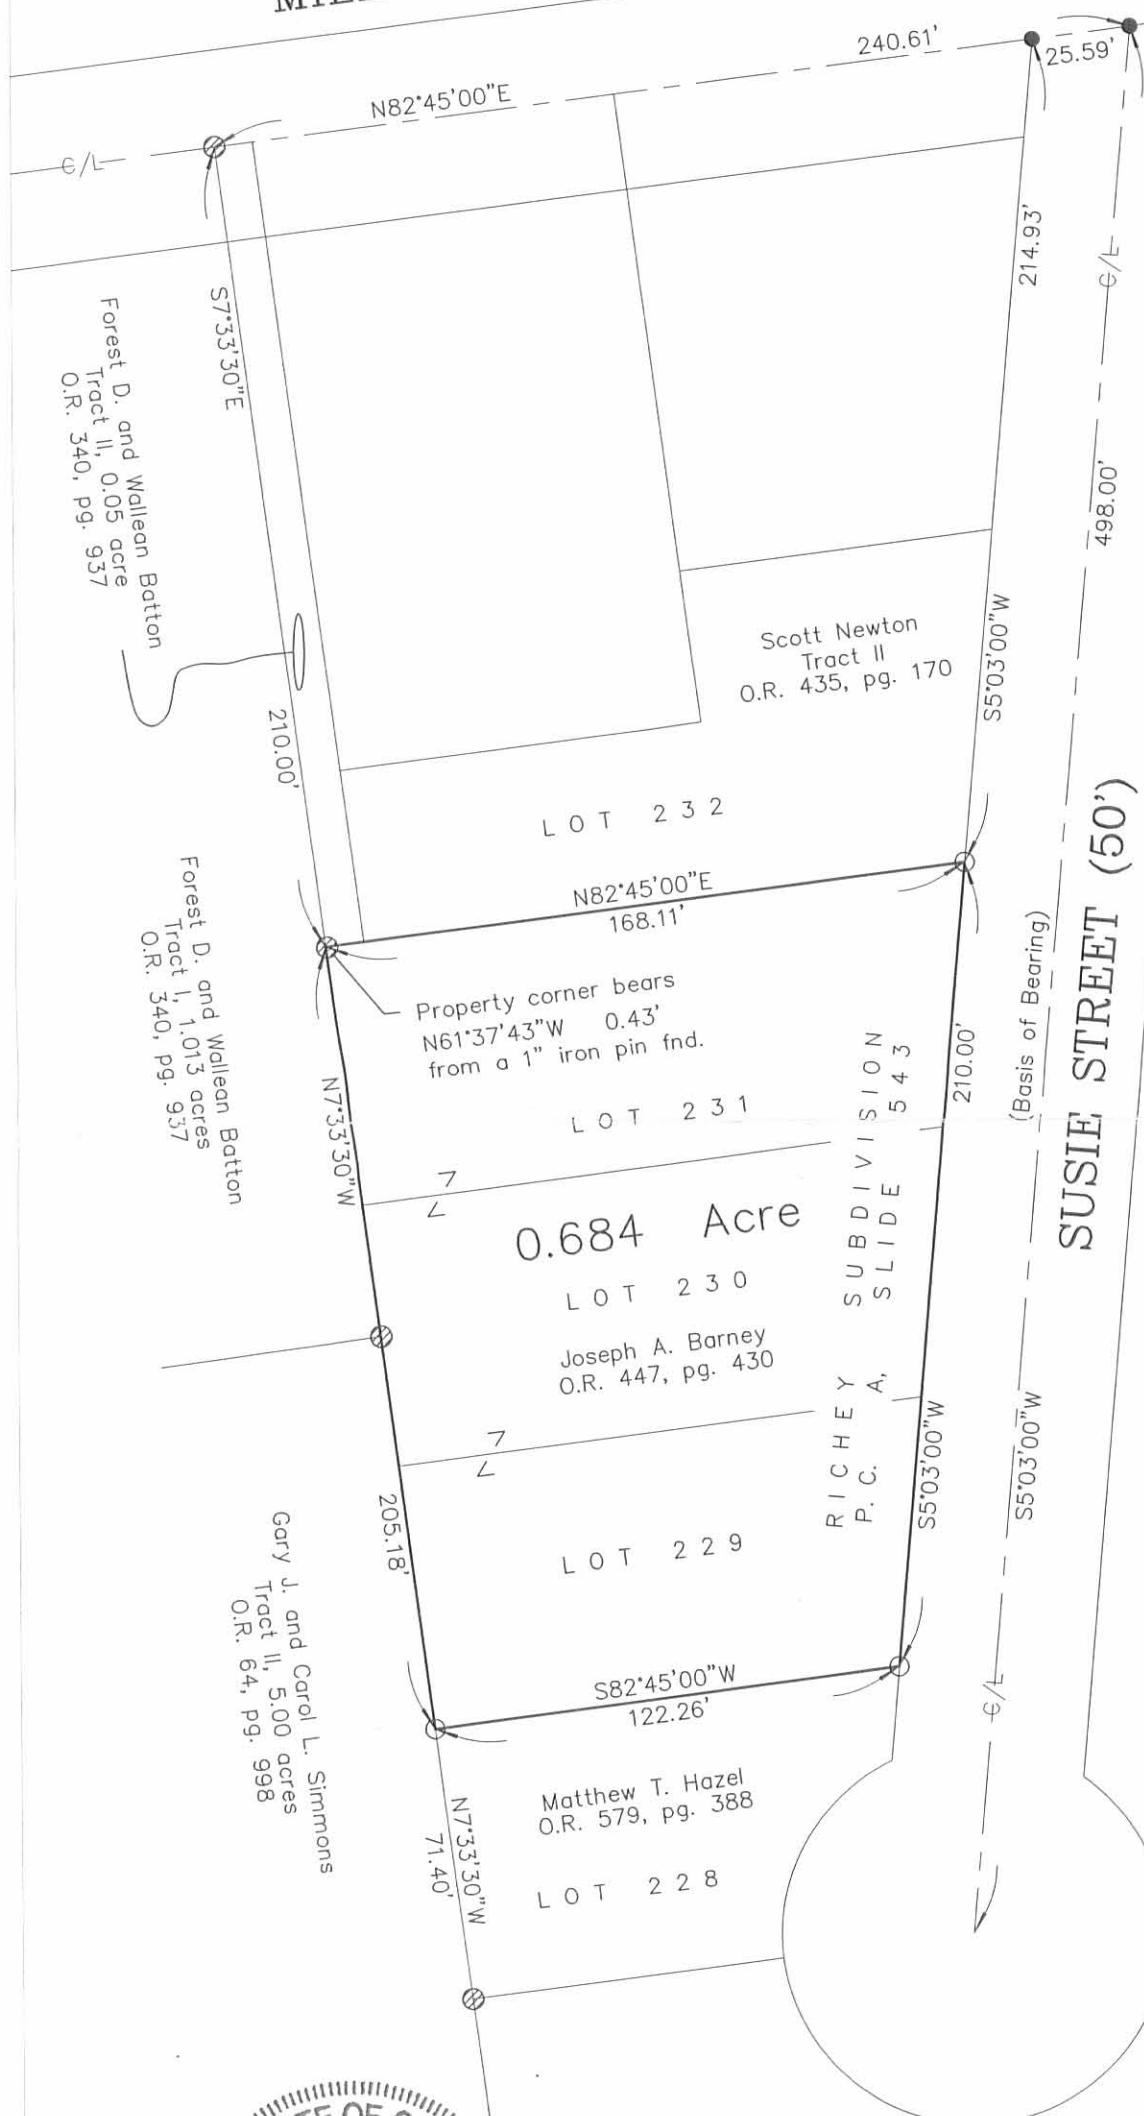 240.61'
25.59'
N82°45'00"E
C/L
214.93'
C/L
S7°33'30"E
Forest D. and Wallean Batton
Tract II, 0.05 acre
O.R. 340, pg. 937
498.00'
Scott Newton
Tract II
O.R. 435, pg. 170
S5°03'00"W
210.00'
LOT 232
N82°45'00"E
168.11'
SUSIE STREET (50')
(Basis of Bearing)
Forest D. and Wallean Batton
Tract I, 1.013 acres
O.R. 340, pg. 937
Property corner bears
N61°37'43"W 0.43'
from a 1" iron pin fnd.
210.00'
N7°33'30"W
LOT 231
RICHEY SUBDIVISION
P.C. A, SLIDE 543
0.684 Acre
LOT 230
Joseph A. Barney
O.R. 447, pg. 430
S5°03'00"W
S5°03'00"W
205.18'
LOT 229
Gary J. and Carol L. Simmons
Tract II, 5.00 acres
O.R. 64, pg. 998
S82°45'00"W
122.26'
C/L
Matthew T. Hazel
O.R. 579, pg. 388
N7°33'30"W
71.40'
LOT 228
OF